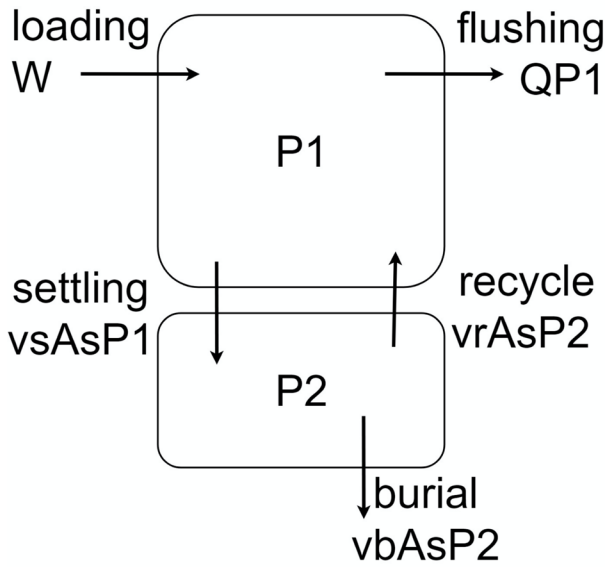 loading
W
flushing
QP1
P1
settling
vsAsP1
recycle
vrAsP2
P2
burial
vbAsP2